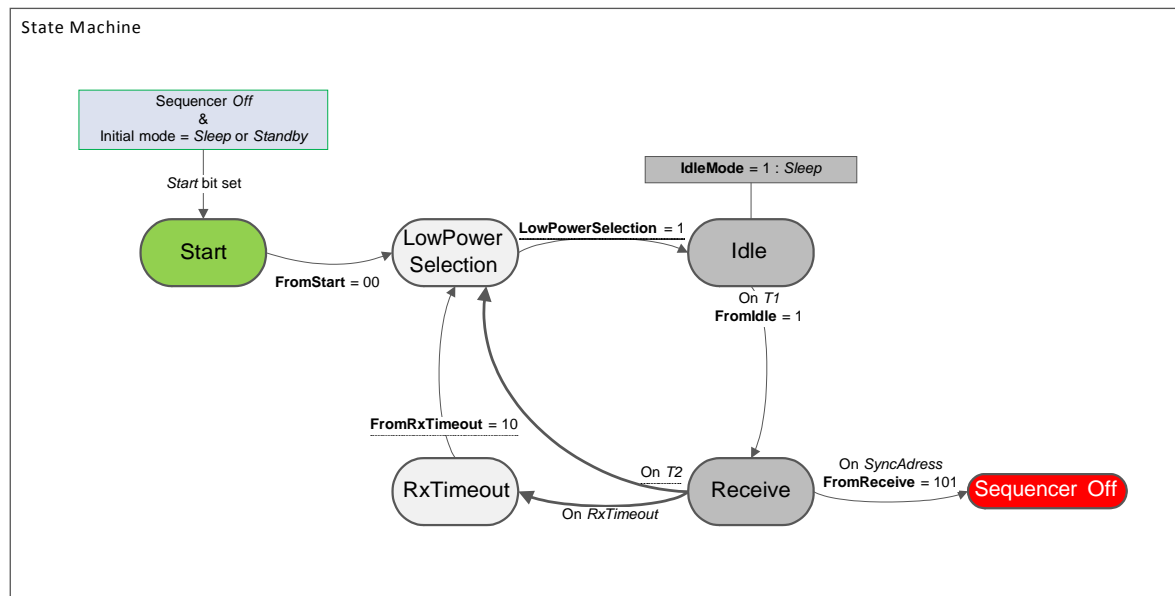 State Machine
Sequencer Off
&
Initial mode = Sleep or Standby
Start bit set
IdleMode = 1 : Sleep
Start
FromStart = 00
LowPower
Selection
LowPowerSelection = 1
Idle
On T1
FromIdle = 1
FromRxTimeout = 10
RxTimeout
On RxTimeout
On T2
Receive
On SyncAdress
FromReceive = 101
Sequencer Off